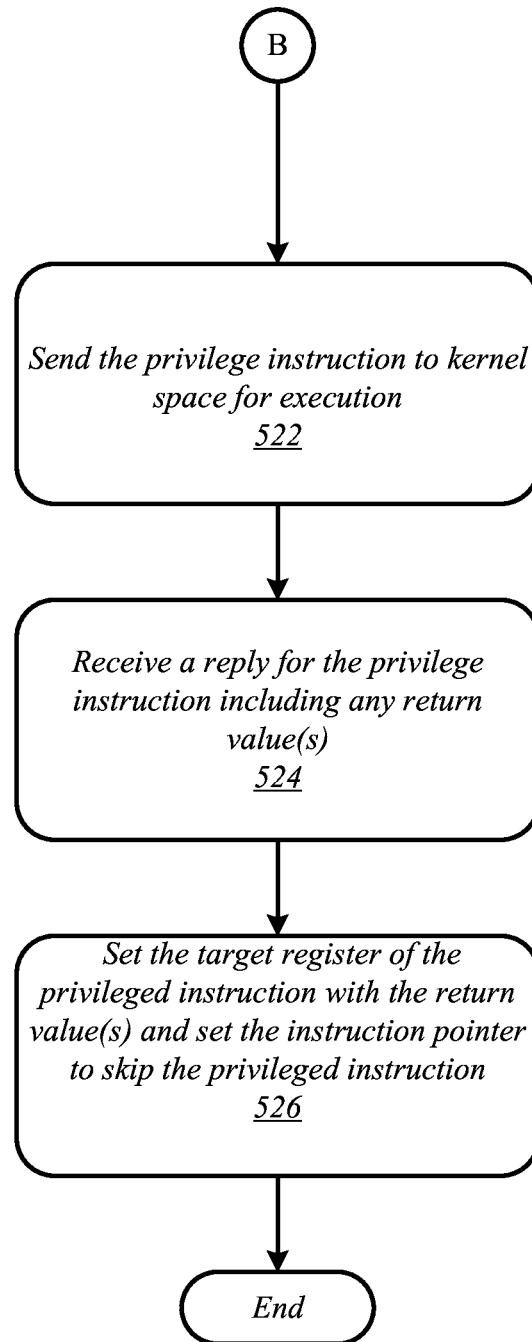 B
Send the privilege instruction to kernel
space for execution
522
Receive a reply for the privilege
instruction including any return
value(s)
524
Set the target register of the
privileged instruction with the return
value(s) and set the instruction pointer
to skip the privileged instruction
526
End